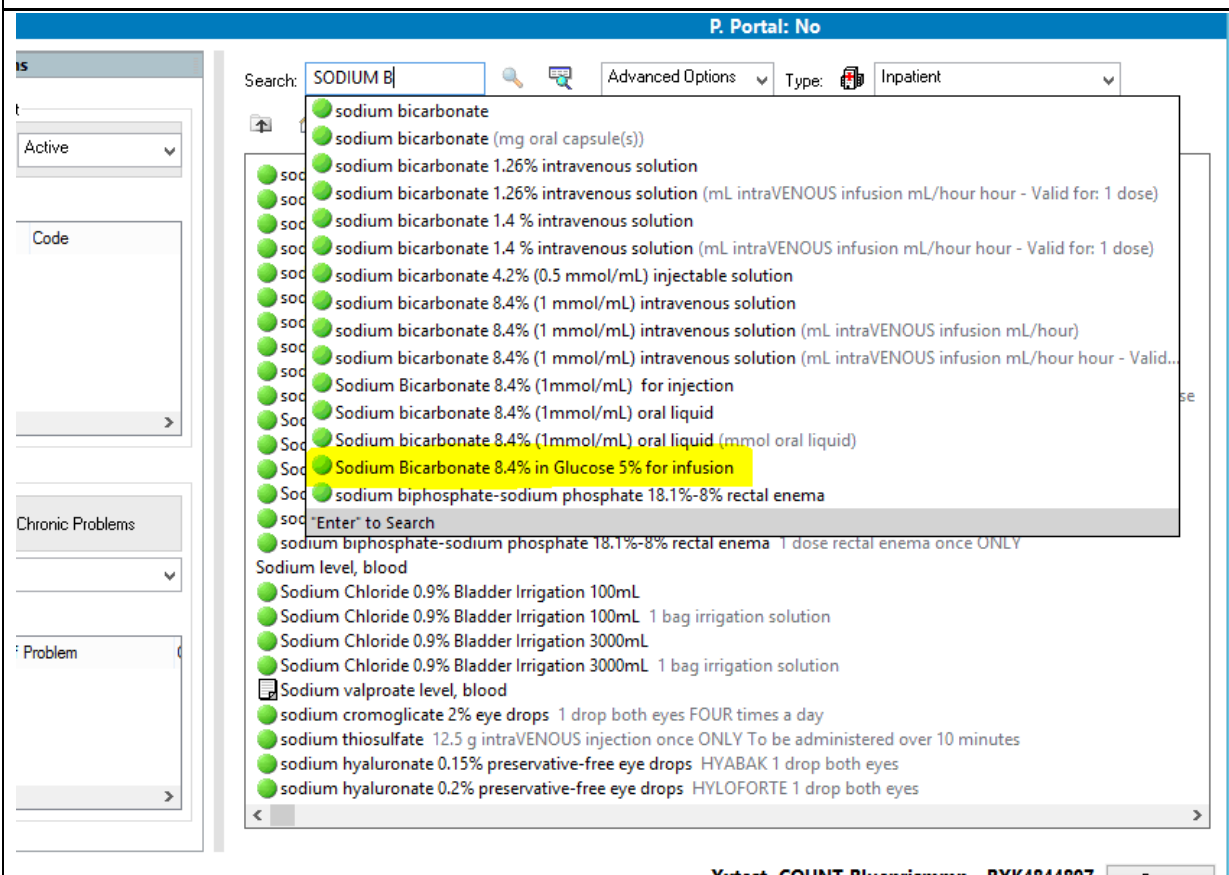 P. Portal: No
Search: SODIUM B Advanced Options Type: Inpatient
Active
Code
Chronic Problems
Problem
sodium bicarbonate
sodium bicarbonate (mg oral capsule(s))
sodium bicarbonate 1.26% intravenous solution
sodium bicarbonate 1.26% intravenous solution (mL intraVENOUS infusion mL/hour hour - Valid for: 1 dose)
sodium bicarbonate 1.4 % intravenous solution
sodium bicarbonate 1.4 % intravenous solution (mL intraVENOUS infusion mL/hour hour - Valid for: 1 dose)
sodium bicarbonate 4.2% (0.5 mmol/mL) injectable solution
sodium bicarbonate 8.4% (1 mmol/mL) intravenous solution
sodium bicarbonate 8.4% (1 mmol/mL) intravenous solution (mL intraVENOUS infusion mL/hour)
sodium bicarbonate 8.4% (1 mmol/mL) intravenous solution (mL intraVENOUS infusion mL/hour hour - Valid...
Sodium Bicarbonate 8.4% (1mmol/mL) for injection
Sodium bicarbonate 8.4% (1mmol/mL) oral liquid
Sodium bicarbonate 8.4% (1mmol/mL) oral liquid (mmol oral liquid)
Sodium Bicarbonate 8.4% in Glucose 5% for infusion
sodium biphosphate-sodium phosphate 18.1%-8% rectal enema
"Enter" to Search
sodium biphosphate-sodium phosphate 18.1%-8% rectal enema 1 dose rectal enema once ONLY
Sodium level, blood
Sodium Chloride 0.9% Bladder Irrigation 100mL
Sodium Chloride 0.9% Bladder Irrigation 100mL 1 bag irrigation solution
Sodium Chloride 0.9% Bladder Irrigation 3000mL
Sodium Chloride 0.9% Bladder Irrigation 3000mL 1 bag irrigation solution
Sodium valproate level, blood
sodium cromoglicate 2% eye drops 1 drop both eyes FOUR times a day
sodium thiosulfate 12.5 g intraVENOUS injection once ONLY To be administered over 10 minutes
sodium hyaluronate 0.15% preservative-free eye drops HYABAK 1 drop both eyes
sodium hyaluronate 0.2% preservative-free eye drops HYLOFORTE 1 drop both eyes